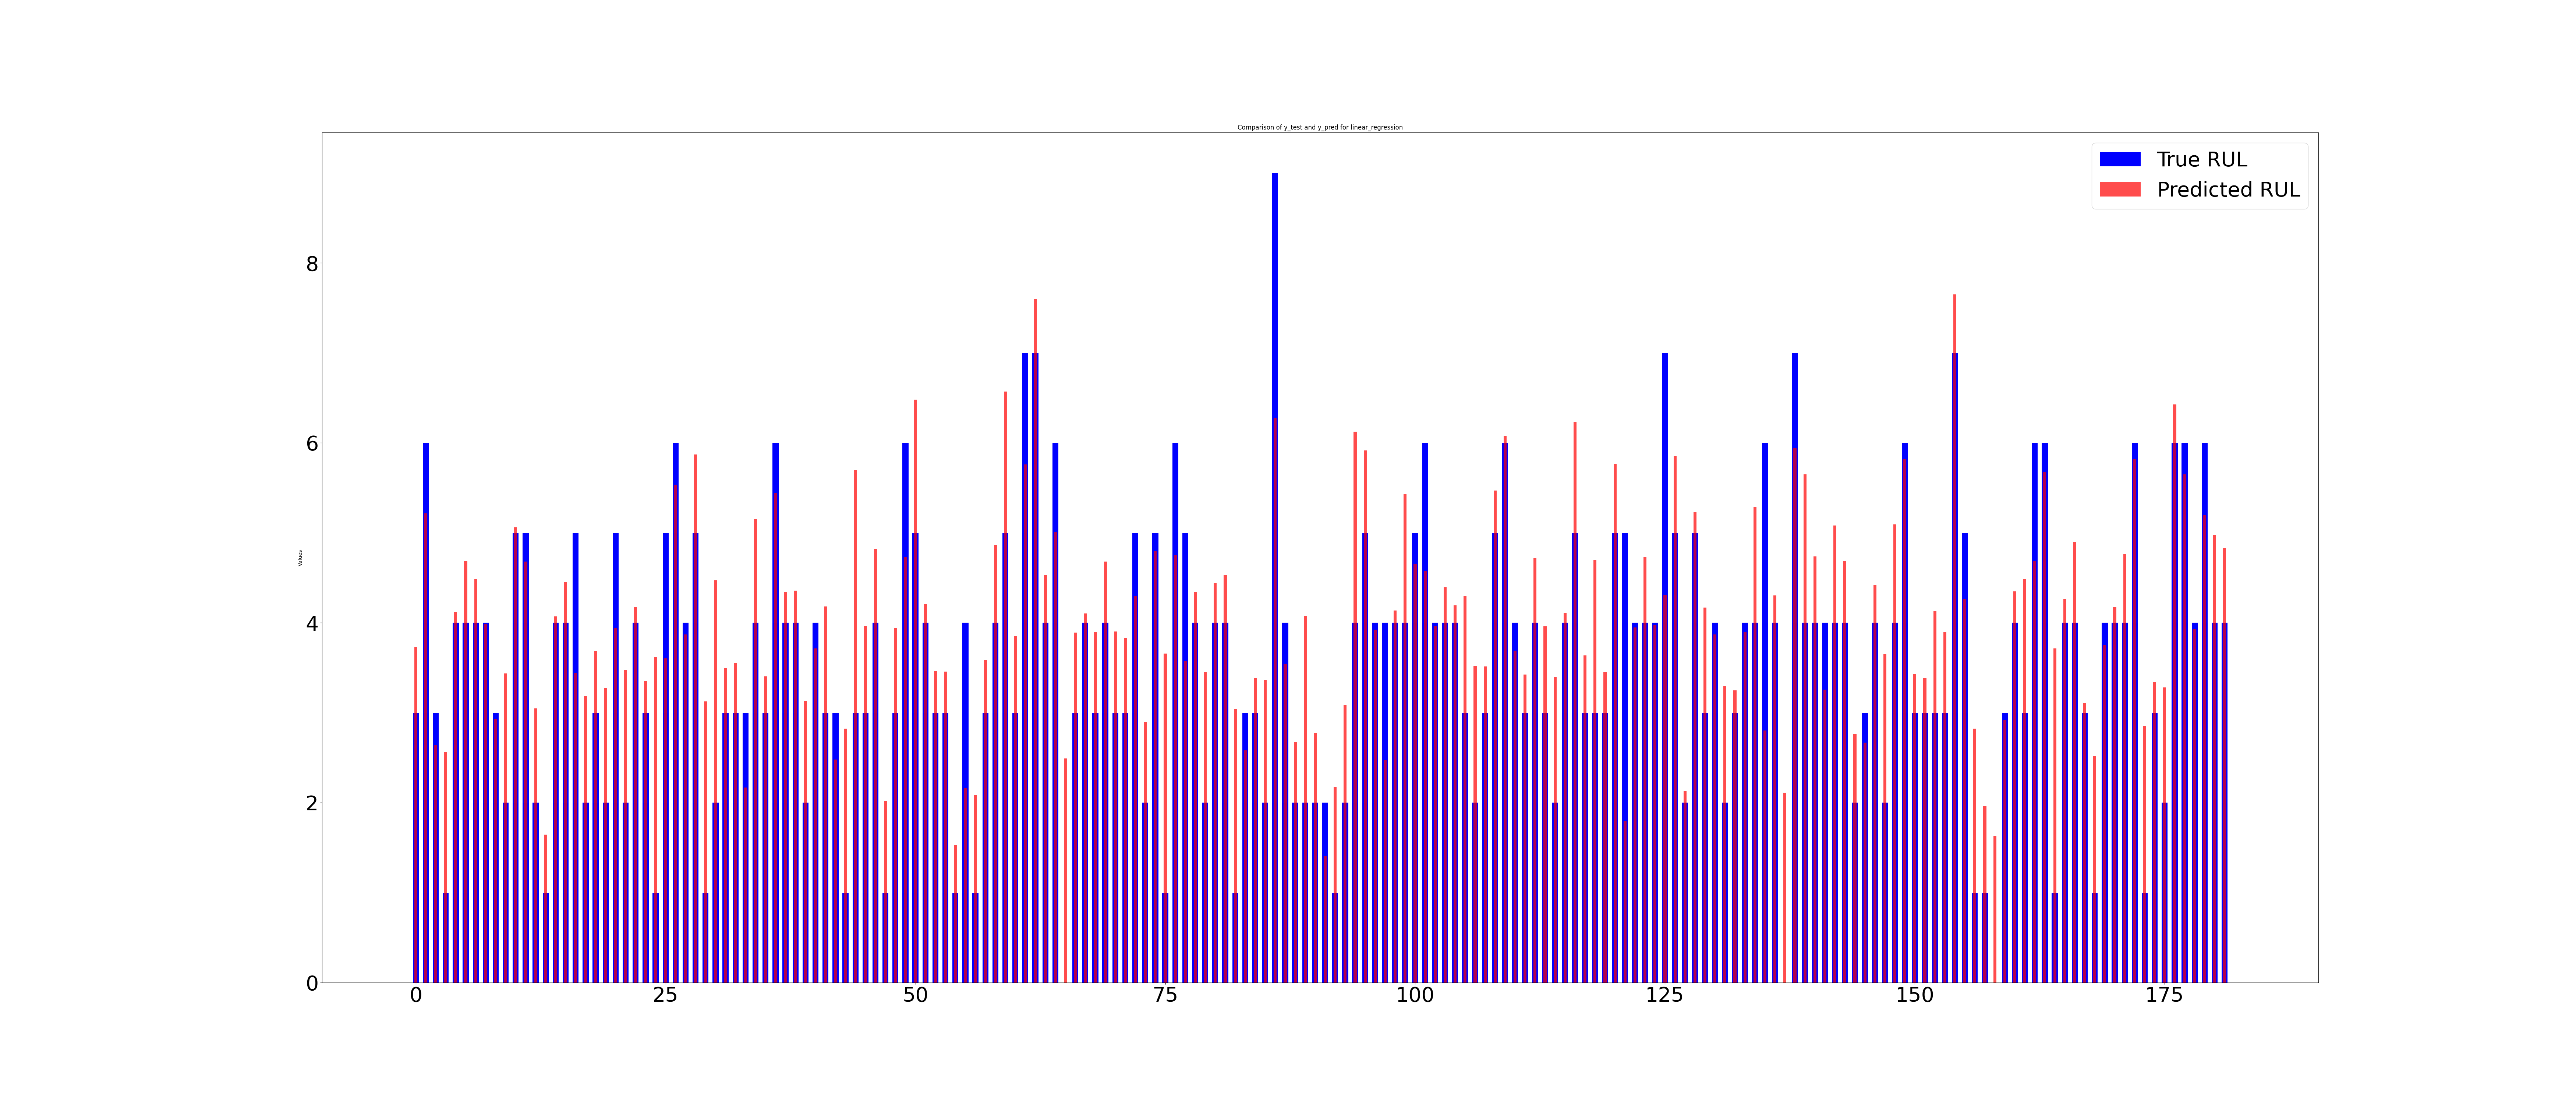 Comparison of y_test and y_pred for linear_regression
True RUL
Predicted RUL
8
6
4
2
0
Values
0 25 50 75 100 125 150 175